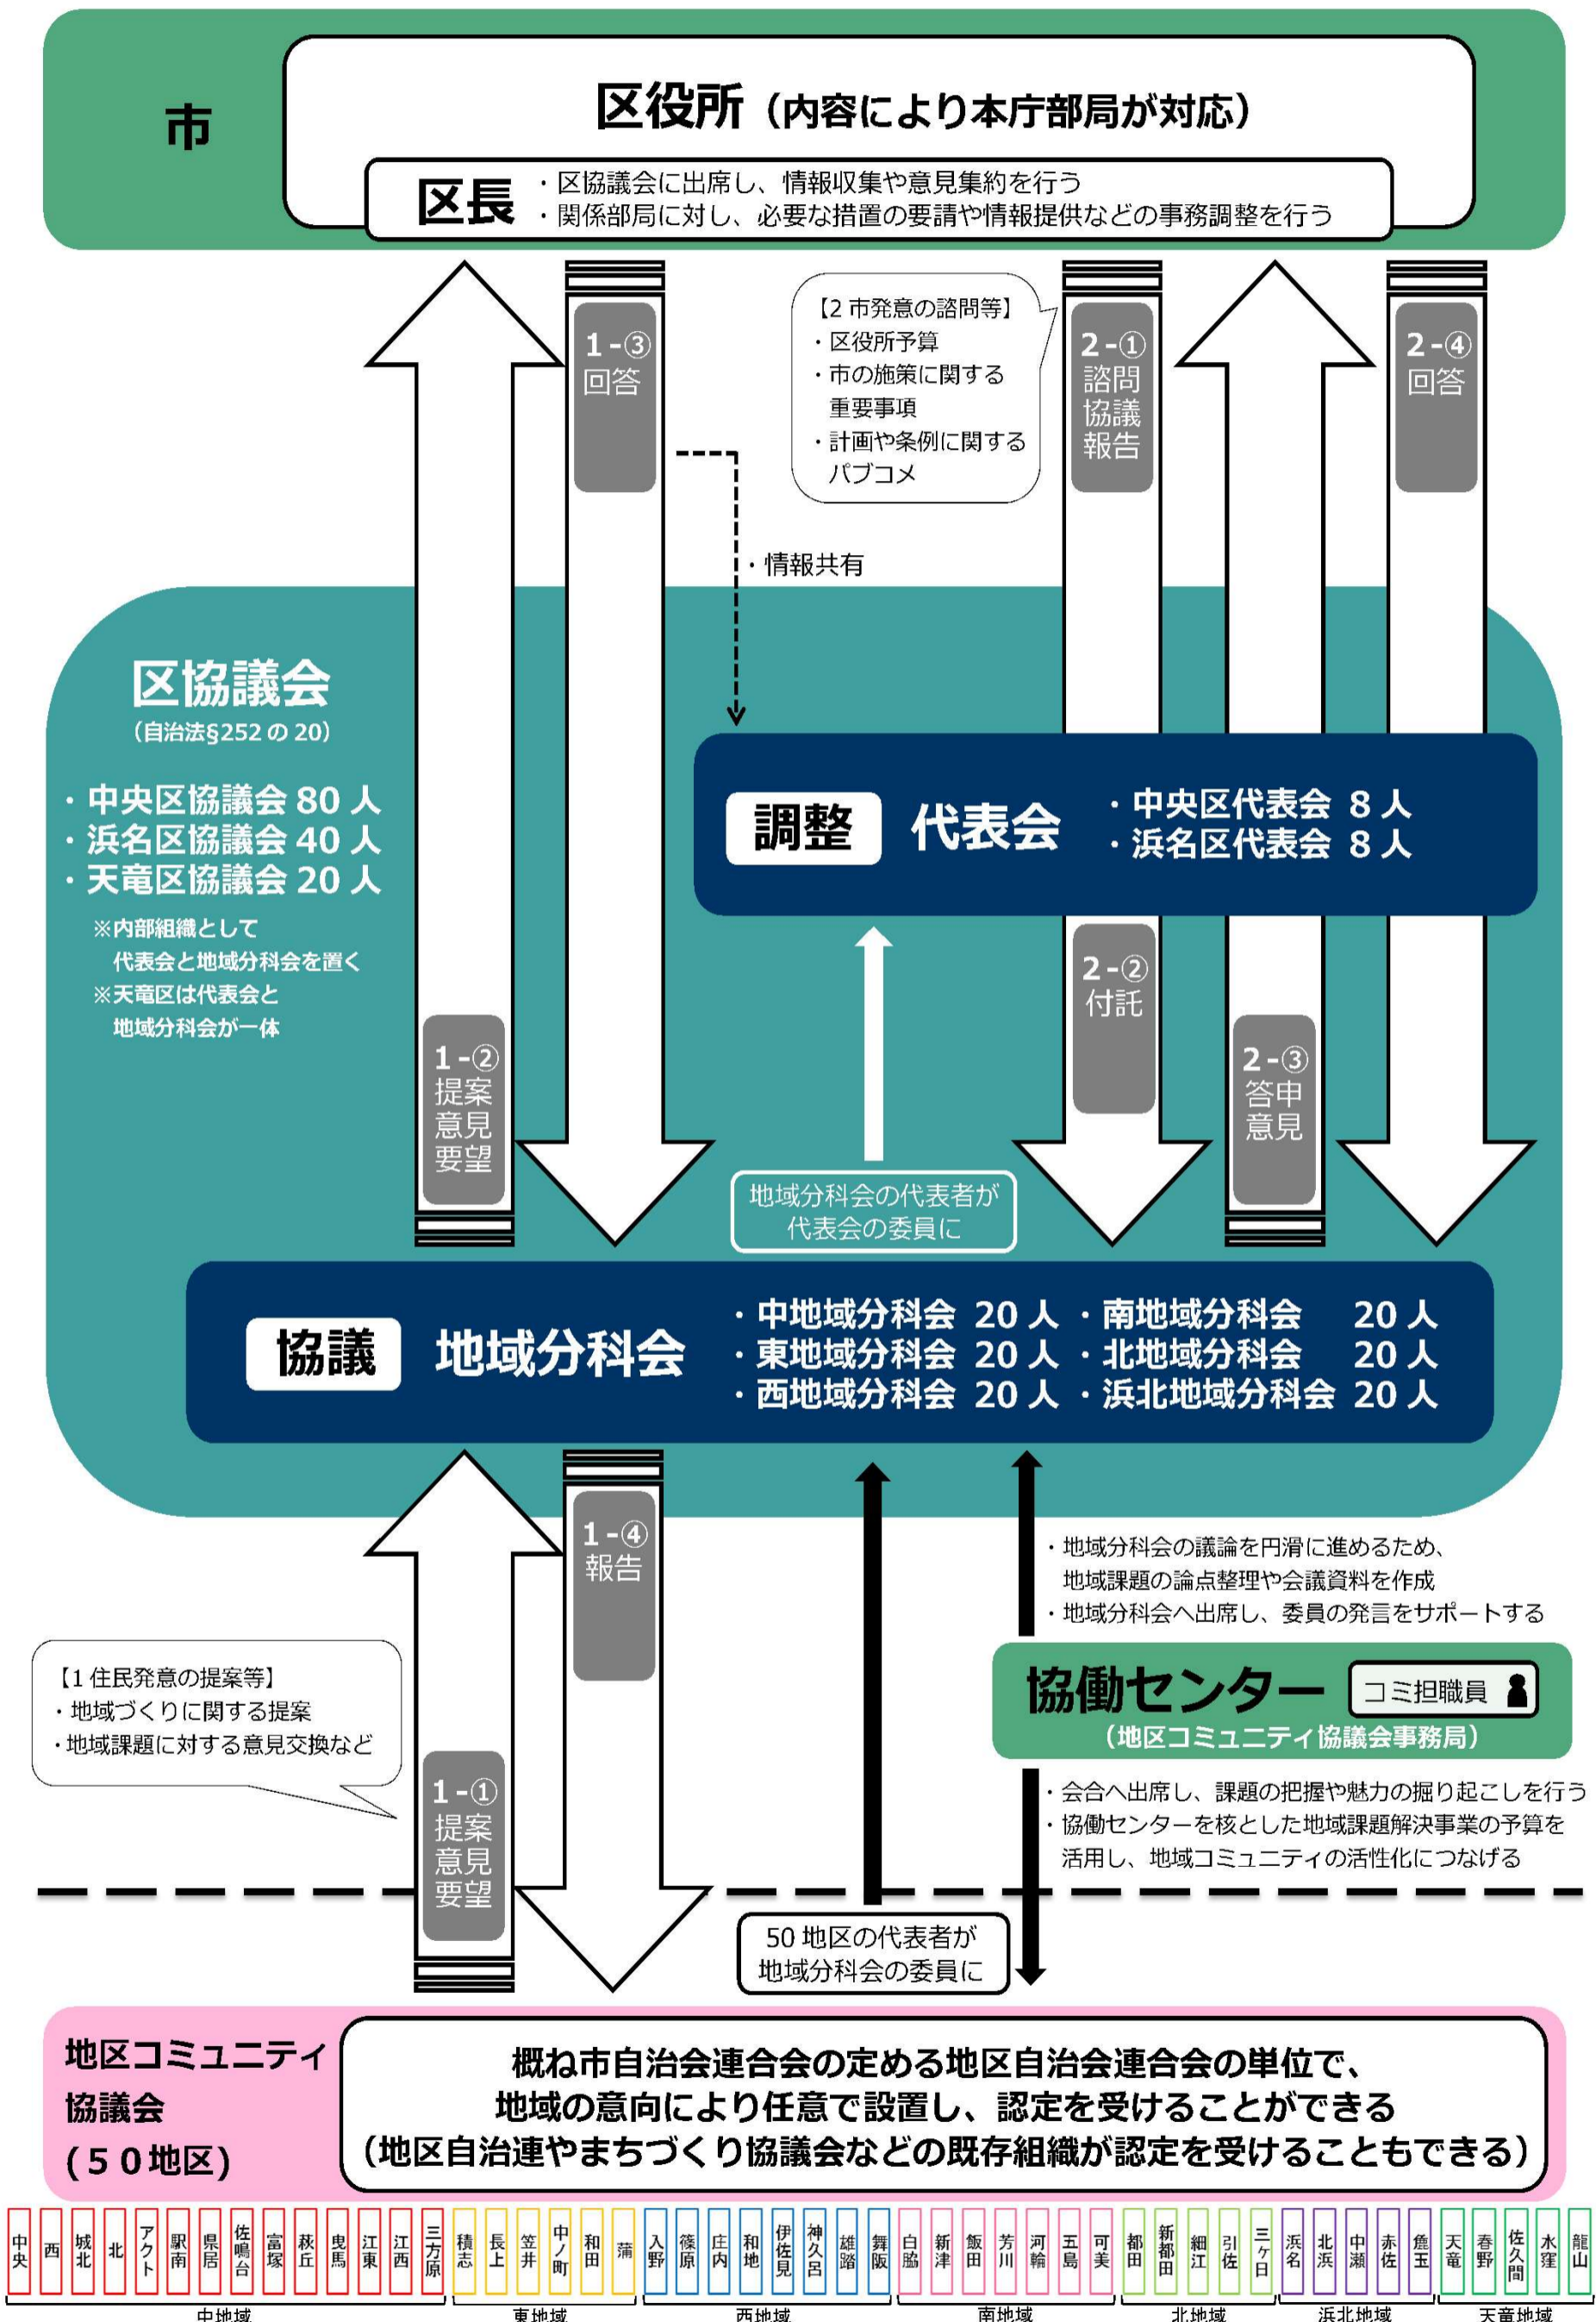 市
区役所（内容により本庁部局が対応）
区長
・区協議会に出席し、情報収集や意見集約を行う
・関係部局に対し、必要な措置の要請や情報提供などの事務調整を行う
1-③
回答
【2 市発意の諮問等】
・区役所予算
・市の施策に関する
重要事項
・計画や条例に関する
パブコメ
2-①
諮問
協議
報告
2-④
回答
・情報共有
区協議会
（自治法§252 の 20）
・中央区協議会 80 人
・浜名区協議会 40 人
・天竜区協議会 20 人
※内部組織として
代表会と地域分科会を置く
※天竜区は代表会と
地域分科会が一体
調整
代表会
・中央区代表会 8 人
・浜名区代表会 8 人
1-②
提案
意見
要望
2-②
付託
2-③
答申
意見
地域分科会の代表者が
代表会の委員に
協議
地域分科会
・中地域分科会 20 人 ・南地域分科会 20 人
・東地域分科会 20 人 ・北地域分科会 20 人
・西地域分科会 20 人 ・浜北地域分科会 20 人
1-④
報告
・地域分科会の議論を円滑に進めるため、
地域課題の論点整理や会議資料を作成
・地域分科会へ出席し、委員の発言をサポートする
【1 住民発意の提案等】
・地域づくりに関する提案
・地域課題に対する意見交換など
1-①
提案
意見
要望
協働センター
コミ担職員
（地区コミュニティ協議会事務局）
・会合へ出席し、課題の把握や魅力の掘り起こしを行う
・協働センターを核とした地域課題解決事業の予算を
活用し、地域コミュニティの活性化につなげる
50 地区の代表者が
地域分科会の委員に
地区コミュニティ
協議会
(５０地区)
概ね市自治会連合会の定める地区自治会連合会の単位で、
地域の意向により任意で設置し、認定を受けることができる
（地区自治連やまちづくり協議会などの既存組織が認定を受けることもできる）
中央
西
城北
北
アクト
駅南
県居
佐鳴台
富塚
萩丘
曳馬
江東
江西
三方原
積志
長上
笠井
中ノ町
和田
蒲
入野
篠原
庄内
和地
伊佐見
神久呂
雄踏
舞阪
白脇
新津
飯田
芳川
河輪
五島
可美
都田
新都田
細江
引佐
三ヶ日
浜名
北浜
中瀬
赤佐
麁玉
天竜
春野
佐久間
水窪
龍山
中地域
東地域
西地域
南地域
北地域
浜北地域
天竜地域